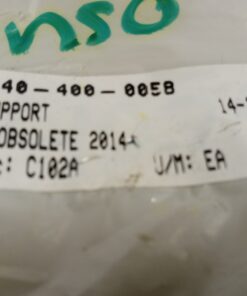 nso
40-400-005B
PPORT 14-
OBSOLETE 2014
: C102A U/M: EA